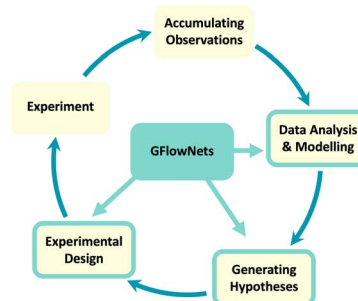 Accumulating
Observations
Experiment
Data Analysis
& Modelling
GFlowNets
Experimental
Design
Generating
Hypotheses